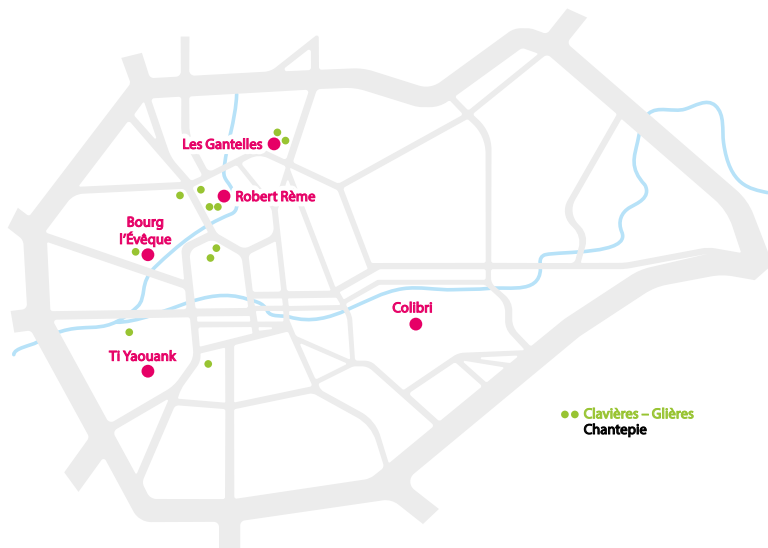 Les Gantelles
Robert Rème
Bourg
l'Évêque
Colibri
Ti Yaouank
Clavières – Glières
Chantepie